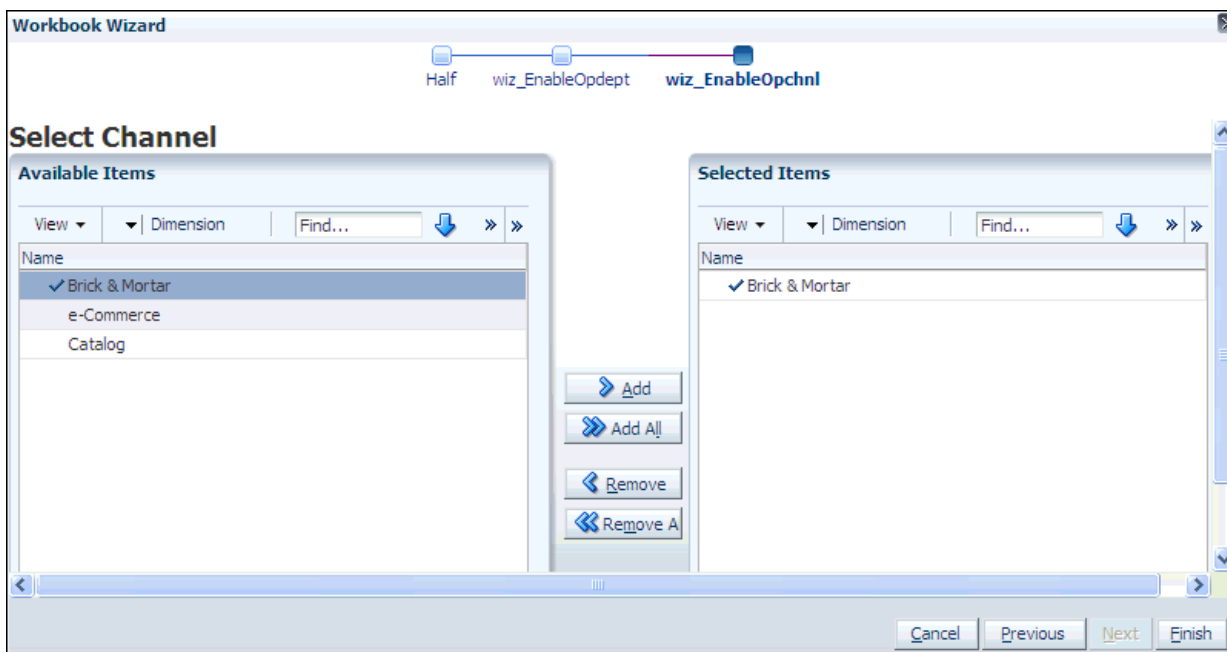 Workbook Wizard
Half wiz_EnableOpdept wiz_EnableOpchnl
Select Channel
Available Items
View Dimension Find...
Name
Brick & Mortar
e-Commerce
Catalog
Add
Add All
Remove
Remove A
Selected Items
View Dimension Find...
Name
Brick & Mortar
Cancel Previous Next Finish